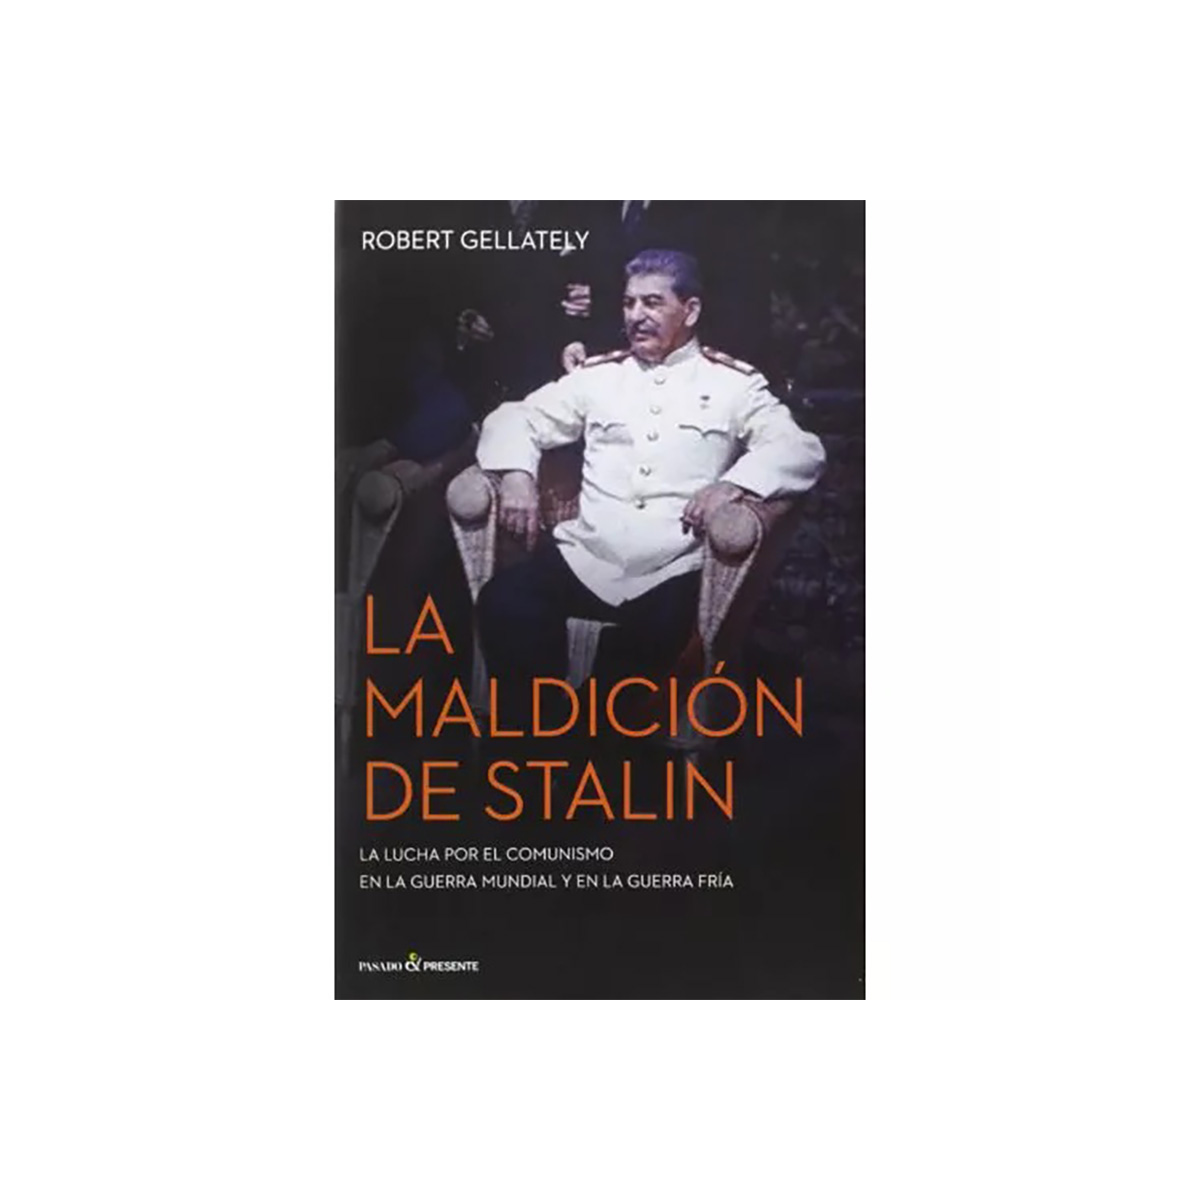 ROBERT GELLATELY
LA
MALDICIÓN
DE STALIN
LA LUCHA POR EL COMUNISMO
EN LA GUERRA MUNDIAL Y EN LA GUERRA FRÍA
PASADO & PRESENTE